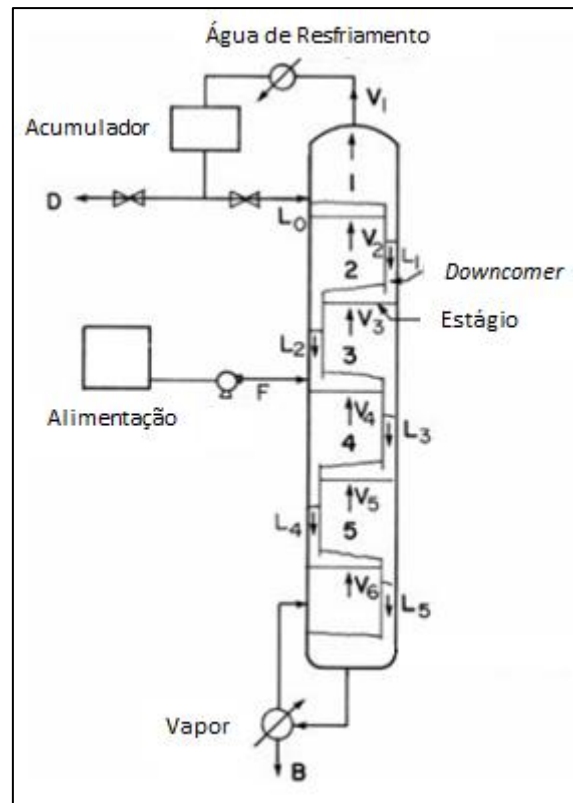 Água de Resfriamento
V1
Acumulador
1
D
L0
V2
L1
2
Downcomer
V3
Estágio
L2
3
F
Alimentação
V4
L3
4
V5
L4
5
V6
L5
Vapor
B